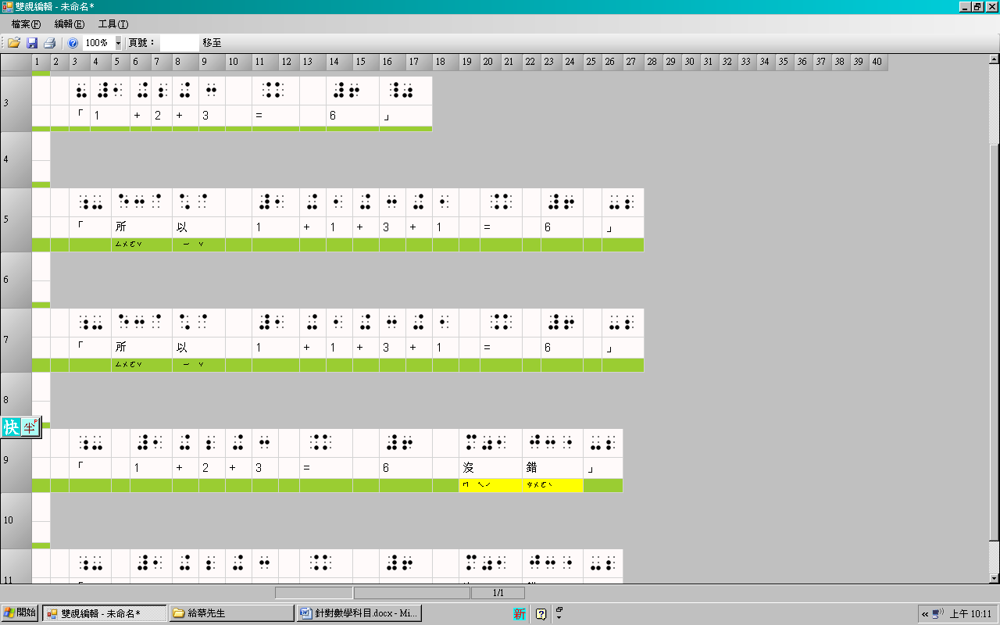 雙視編輯 - 未命名*
檔案(F) 編輯(E) 工具(T)
100% 頁號： 移至
1 2 3 4 5 6 7 8 9 10 11 12 13 14 15 16 17 18 19 20 21 22 23 24 25 26 27 28 29 30 31 32 33 34 35 36 37 38 39 40
3
「 1 + 2 + 3 = 6 」
4
5
「 所 以 1 + 1 + 3 + 1 = 6 」
ㄙㄨㄛˇ ㄧ ˇ
6
7
「 所 以 1 + 1 + 3 + 1 = 6 」
ㄙㄨㄛˇ ㄧ ˇ
8
快 半 P
9
「 1 + 2 + 3 = 6 沒 錯 」
ㄇ ㄟˊ ㄘㄨㄛˋ
10
11
1/1
開始 雙視編輯 - 未命名* 給蔡先生 針對數學科目.docx - Mi... 新 « 上午 10:11